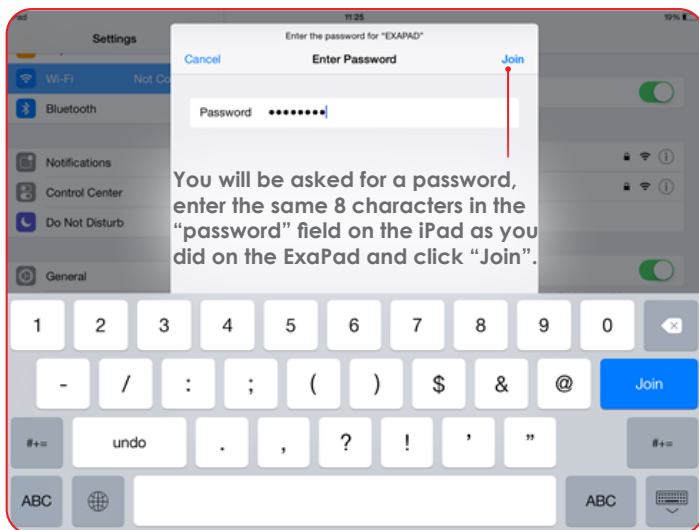 ad 11:25 19%
Settings
Enter the password for "EXAPAD"
Cancel Enter Password Join
Wi-Fi Not Co
Bluetooth
Password ••••••••
Notifications
Control Center
Do Not Disturb
General
You will be asked for a password,
enter the same 8 characters in the
“password” field on the iPad as you
did on the ExaPad and click “Join”.
1 2 3 4 5 6 7 8 9 0
- / : ; ( ) $ & @ Join
#+= undo . , ? ! ' " #+=
ABC ABC